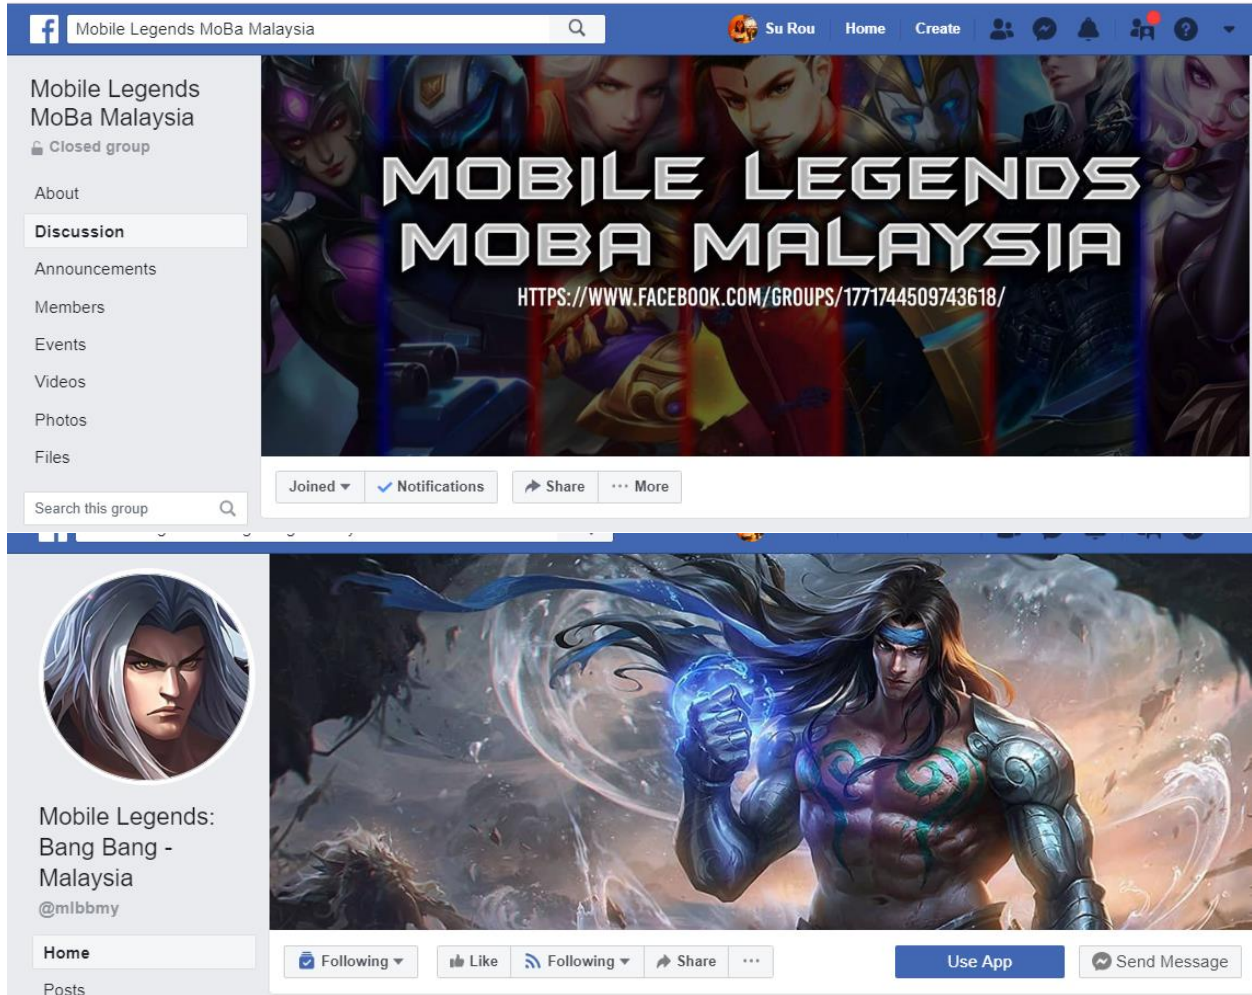 Mobile Legends MoBa Malaysia
Su Rou Home Create
Mobile Legends
MoBa Malaysia
Closed group
About
Discussion
Announcements
Members
Events
Videos
Photos
Files
Search this group
MOBILE LEGENDS
MOBA MALAYSIA
HTTPS://WWW.FACEBOOK.COM/GROUPS/1771744509743618/
Joined Notifications Share ··· More
Mobile Legends:
Bang Bang -
Malaysia
@mlbbmy
Home
Posts
Following Like Following Share ··· Use App Send Message